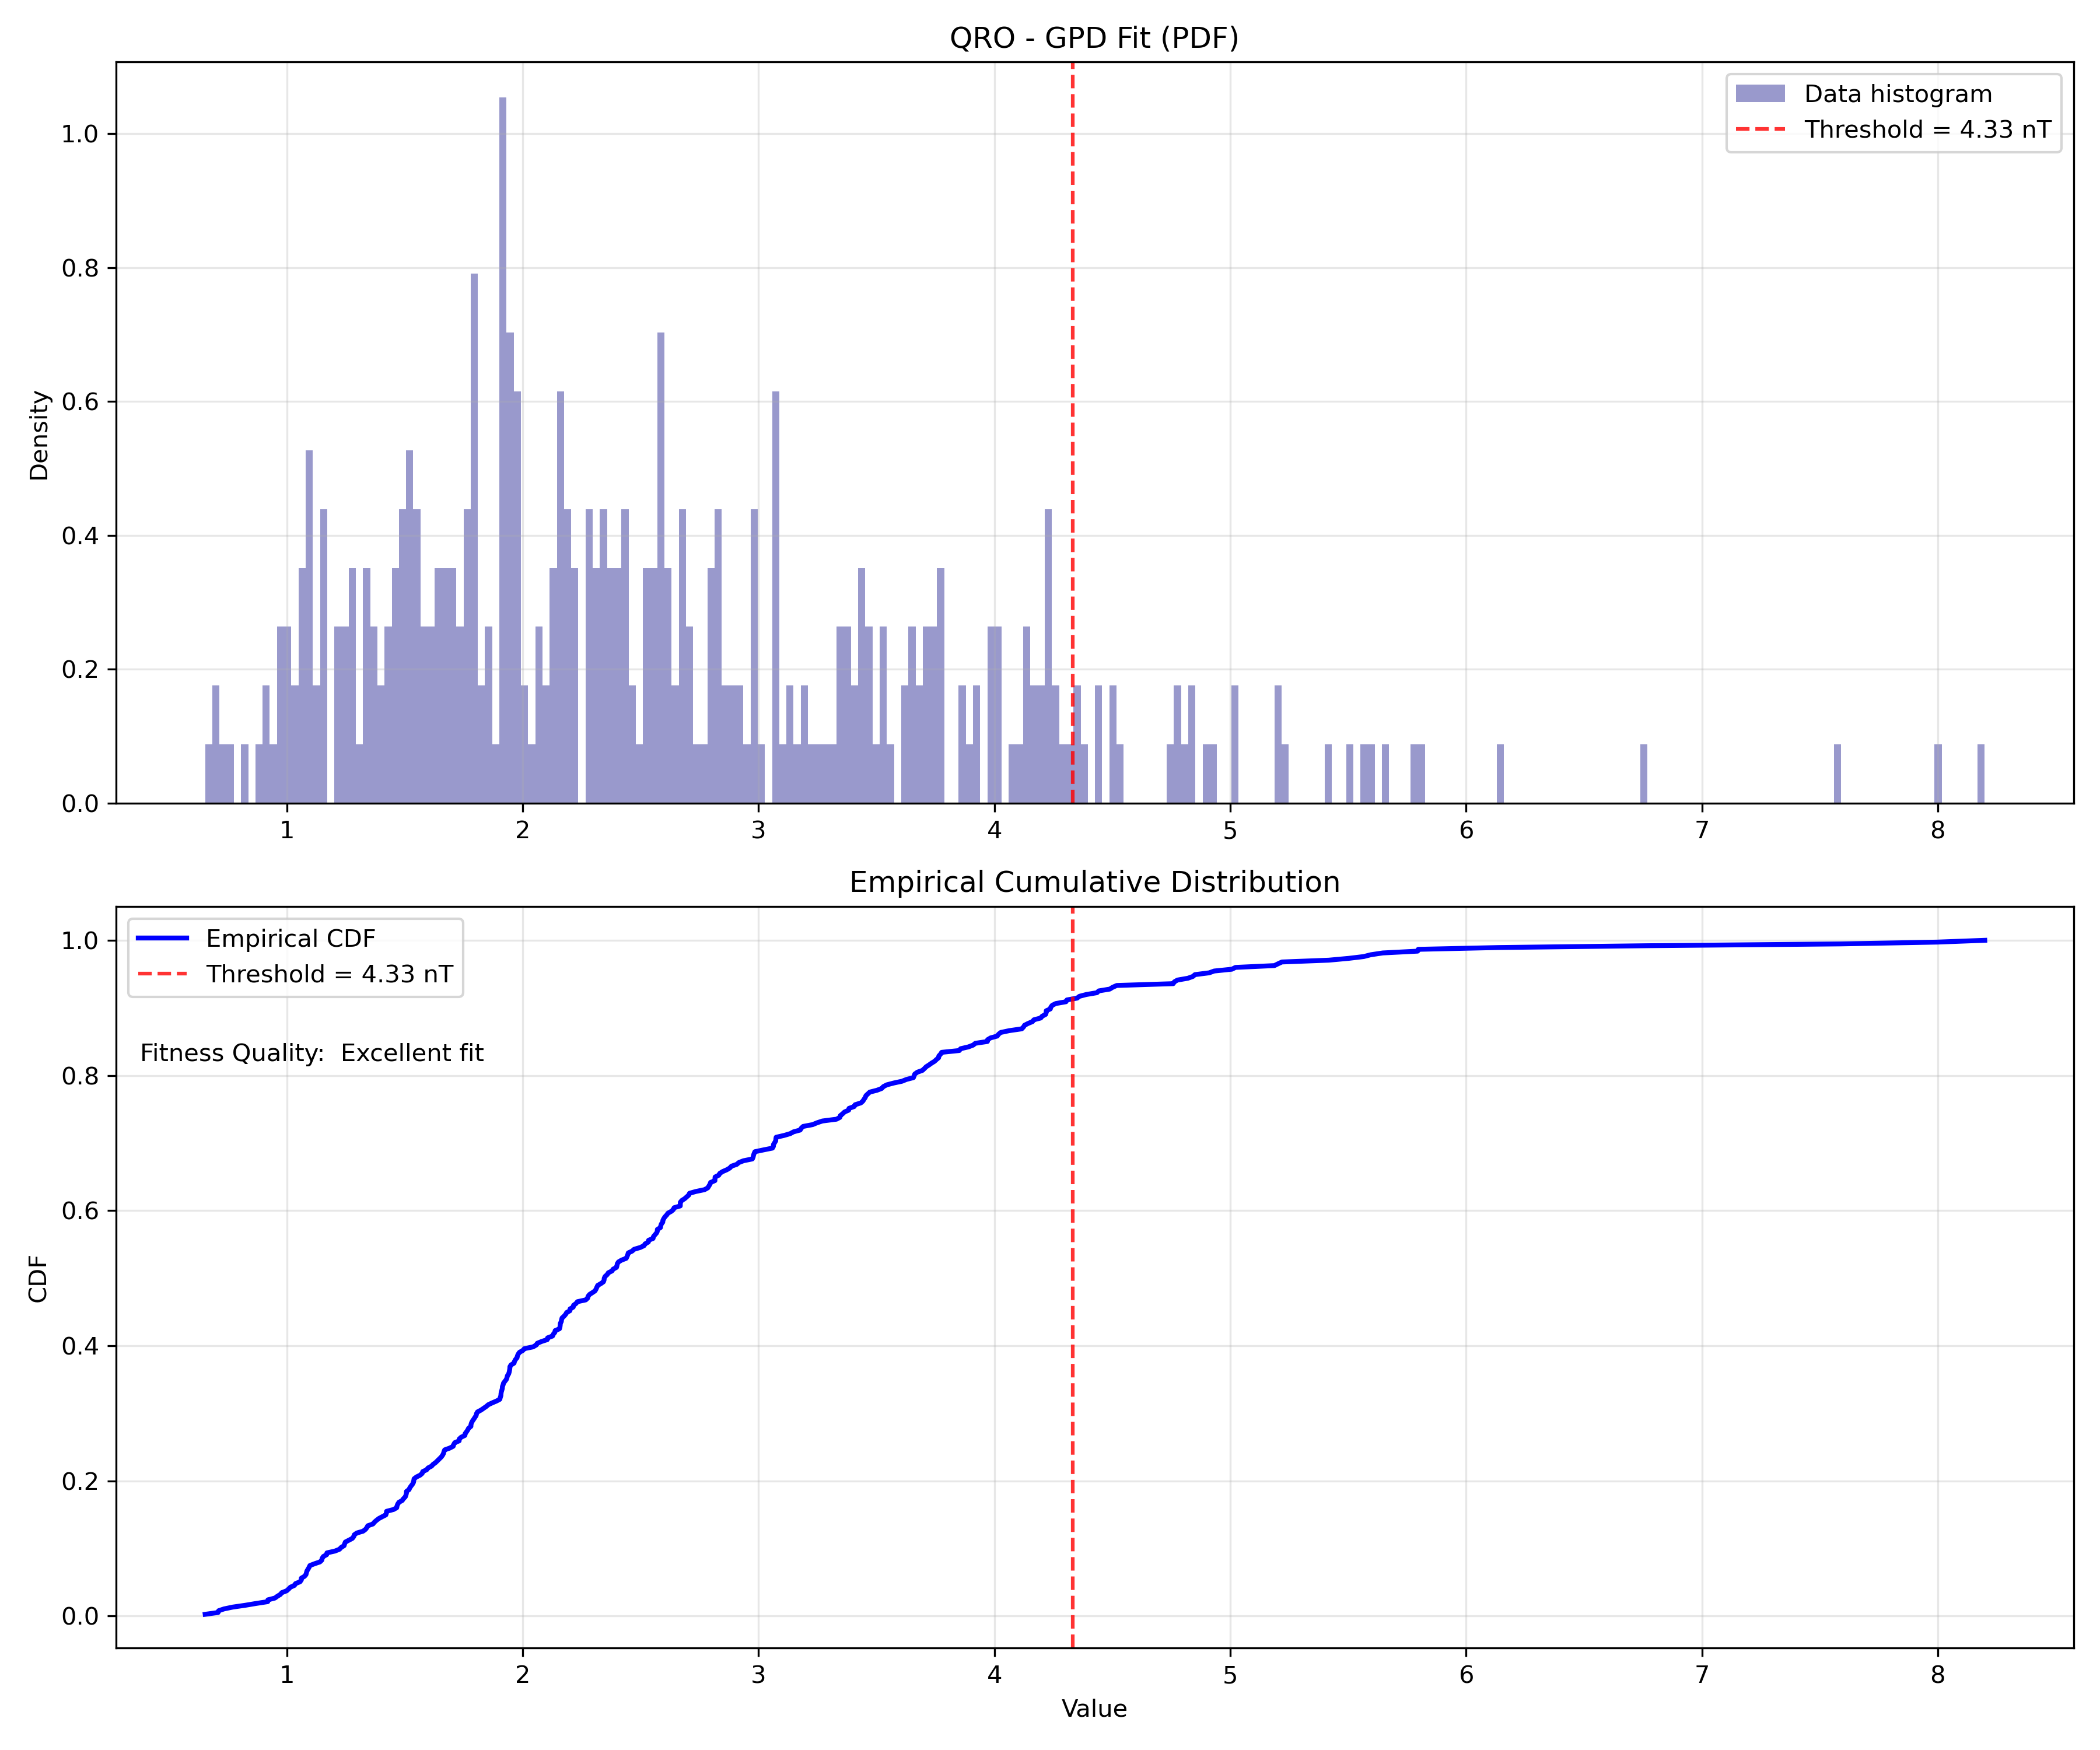 QRO - GPD Fit (PDF)
Data histogram
Threshold = 4.33 nT
Density
1.0
0.8
0.6
0.4
0.2
0.0
1 2 3 4 5 6 7 8
Empirical Cumulative Distribution
Empirical CDF
Threshold = 4.33 nT
Fitness Quality:  Excellent fit
CDF
1.0
0.8
0.6
0.4
0.2
0.0
1 2 3 4 5 6 7 8
Value